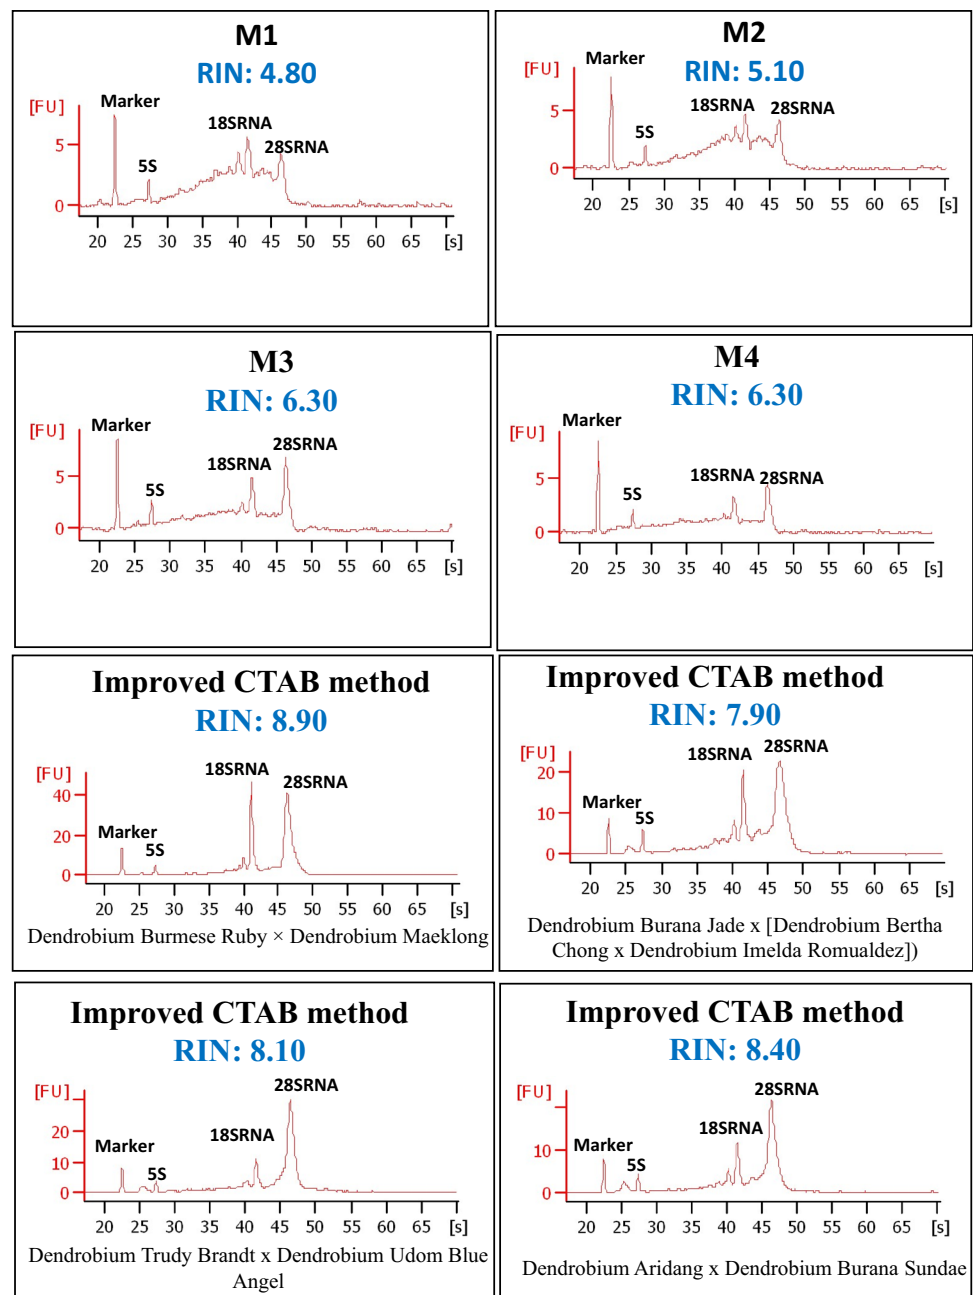 M1
RIN: 4.80
[FU]
Marker
5S
18SRNA
28SRNA
5
0
20 25 30 35 40 45 50 55 60 65 [s]
M2
RIN: 5.10
[FU]
Marker
5S
18SRNA
28SRNA
5
0
20 25 30 35 40 45 50 55 60 65 [s]
M3
RIN: 6.30
[FU]
Marker
5S
18SRNA
28SRNA
5
0
20 25 30 35 40 45 50 55 60 65 [s]
M4
RIN: 6.30
[FU]
Marker
5S
18SRNA
28SRNA
5
0
20 25 30 35 40 45 50 55 60 65 [s]
Improved CTAB method
RIN: 8.90
[FU]
Marker
5S
18SRNA
28SRNA
40
20
0
20 25 30 35 40 45 50 55 60 65 [s]
Dendrobium Burmese Ruby × Dendrobium Maeklong
Improved CTAB method
RIN: 7.90
[FU]
Marker
5S
18SRNA
28SRNA
20
10
0
20 25 30 35 40 45 50 55 60 65 [s]
Dendrobium Burana Jade x [Dendrobium Bertha
Chong x Dendrobium Imelda Romualdez])
Improved CTAB method
RIN: 8.10
[FU]
Marker
5S
18SRNA
28SRNA
20
10
0
20 25 30 35 40 45 50 55 60 65 [s]
Dendrobium Trudy Brandt x Dendrobium Udom Blue
Angel
Improved CTAB method
RIN: 8.40
[FU]
Marker
5S
18SRNA
28SRNA
10
0
20 25 30 35 40 45 50 55 60 65 [s]
Dendrobium Aridang x Dendrobium Burana Sundae